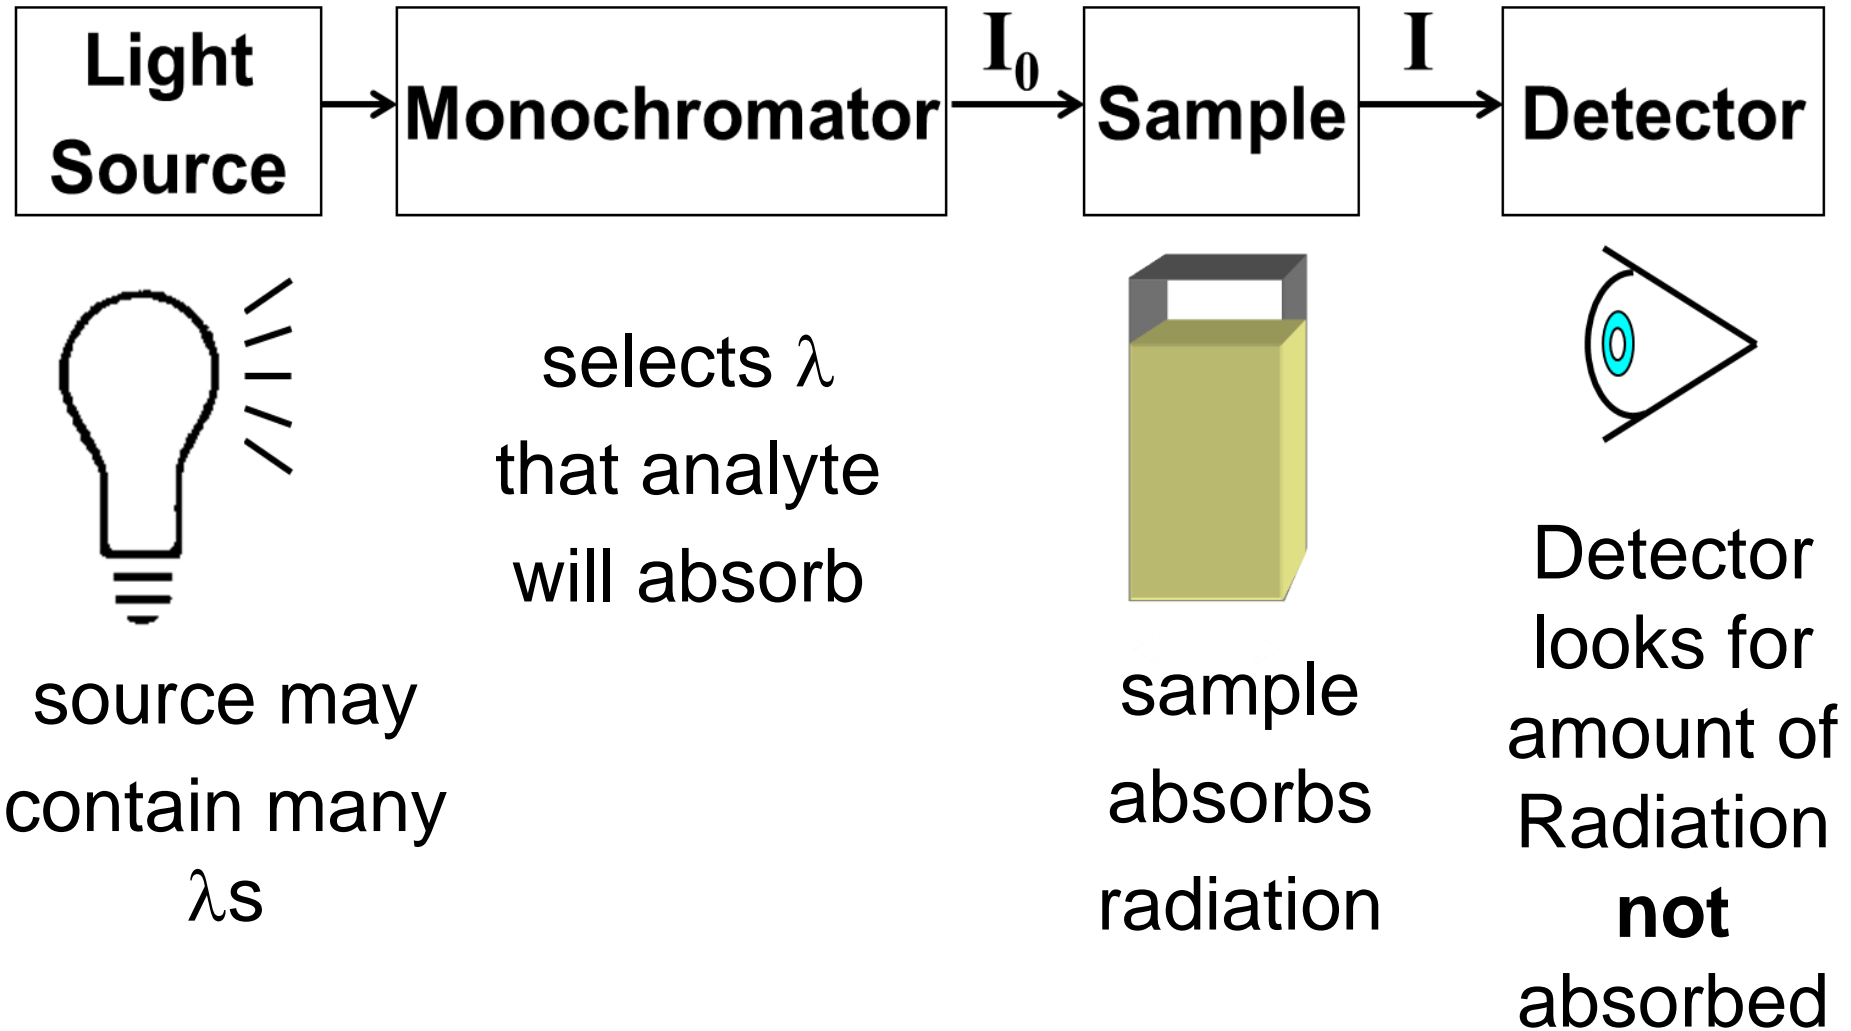 Light
Source
Monochromator
I₀
Sample
I
Detector
source may
contain many
λs
selects λ
that analyte
will absorb
sample
absorbs
radiation
Detector
looks for
amount of
Radiation
not
absorbed